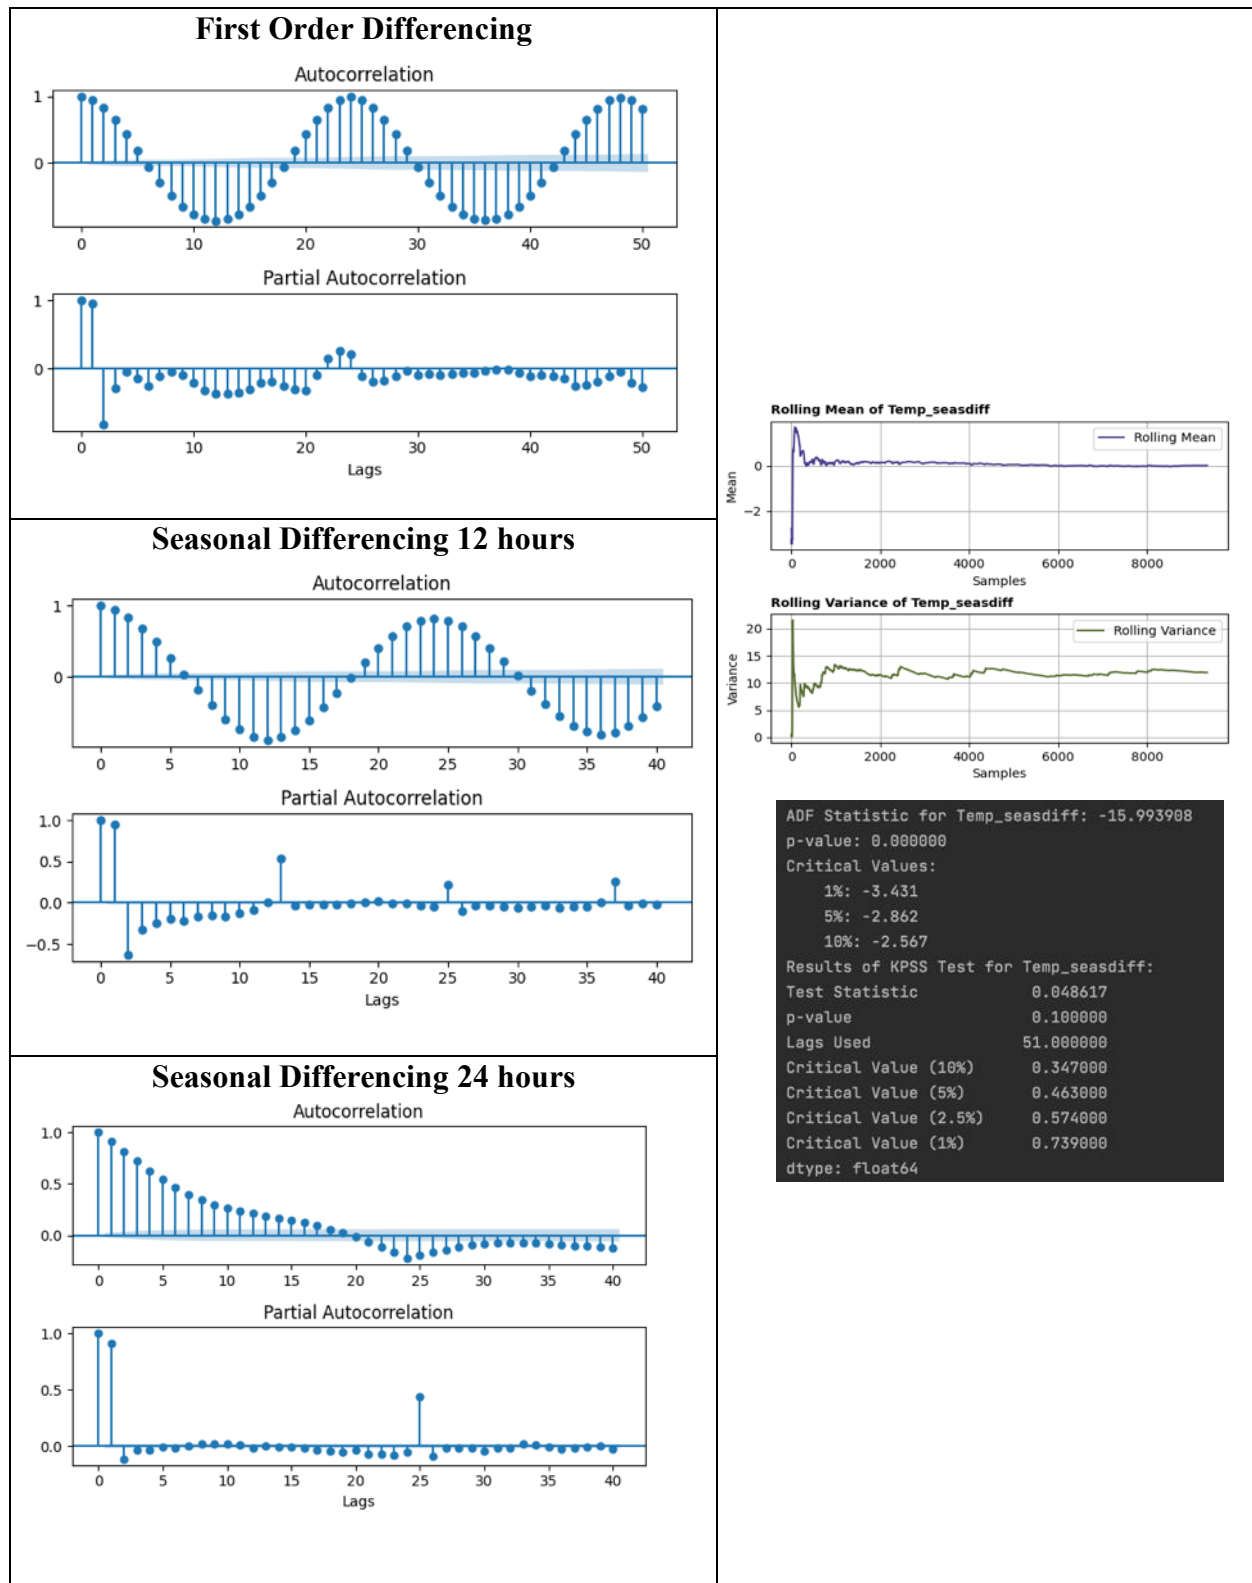 First Order Differencing
Autocorrelation
1
0
0 10 20 30 40 50
Partial Autocorrelation
1
0
0 10 20 30 40 50
Lags
Seasonal Differencing 12 hours
Autocorrelation
1
0
0 5 10 15 20 25 30 35 40
Partial Autocorrelation
1.0
0.5
0.0
−0.5
0 5 10 15 20 25 30 35 40
Lags
Seasonal Differencing 24 hours
Autocorrelation
1.0
0.5
0.0
0 5 10 15 20 25 30 35 40
Partial Autocorrelation
1.0
0.5
0.0
0 5 10 15 20 25 30 35 40
Lags
Rolling Mean of Temp_seasdiff
Rolling Mean
Mean
0
−2
0 2000 4000 6000 8000
Samples
Rolling Variance of Temp_seasdiff
Rolling Variance
Variance
20
15
10
5
0
0 2000 4000 6000 8000
Samples
ADF Statistic for Temp_seasdiff: -15.993908
p-value: 0.000000
Critical Values:
1%: -3.431
5%: -2.862
10%: -2.567
Results of KPSS Test for Temp_seasdiff:
Test Statistic 0.048617
p-value 0.100000
Lags Used 51.000000
Critical Value (10%) 0.347000
Critical Value (5%) 0.463000
Critical Value (2.5%) 0.574000
Critical Value (1%) 0.739000
dtype: float64